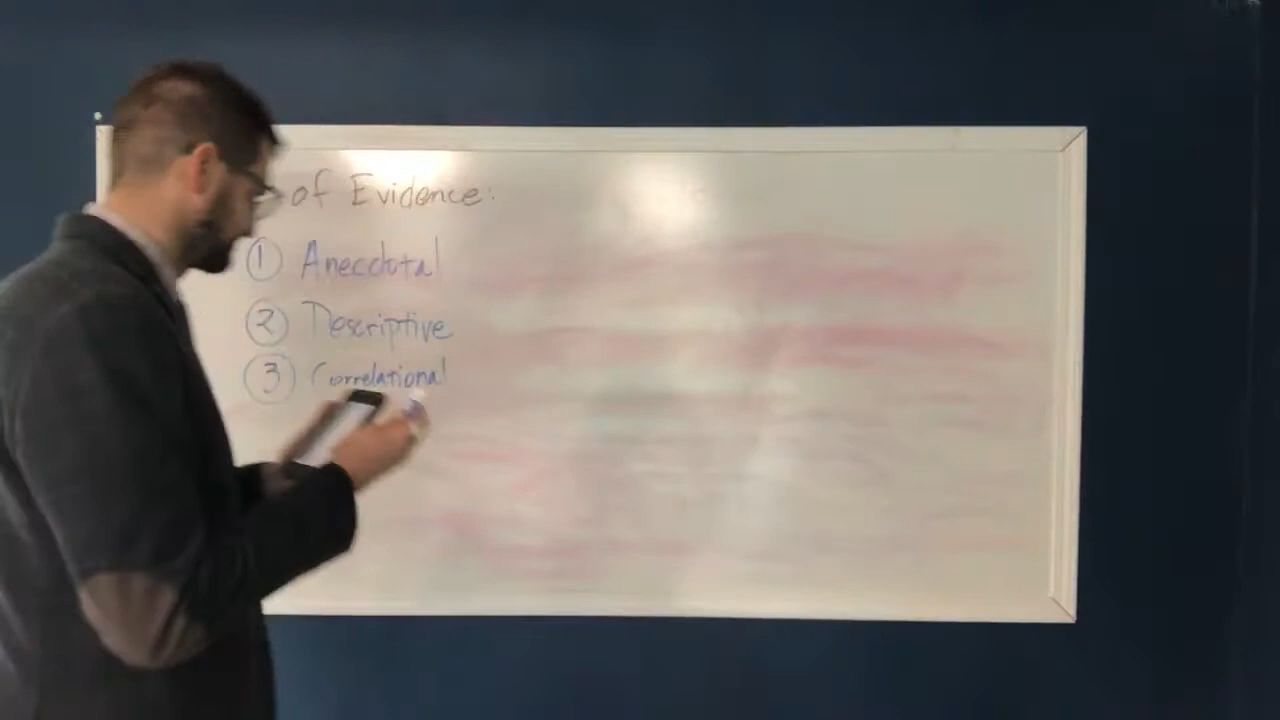 of Evidence:
1 Anecdotal
2 Descriptive
3 Correlational